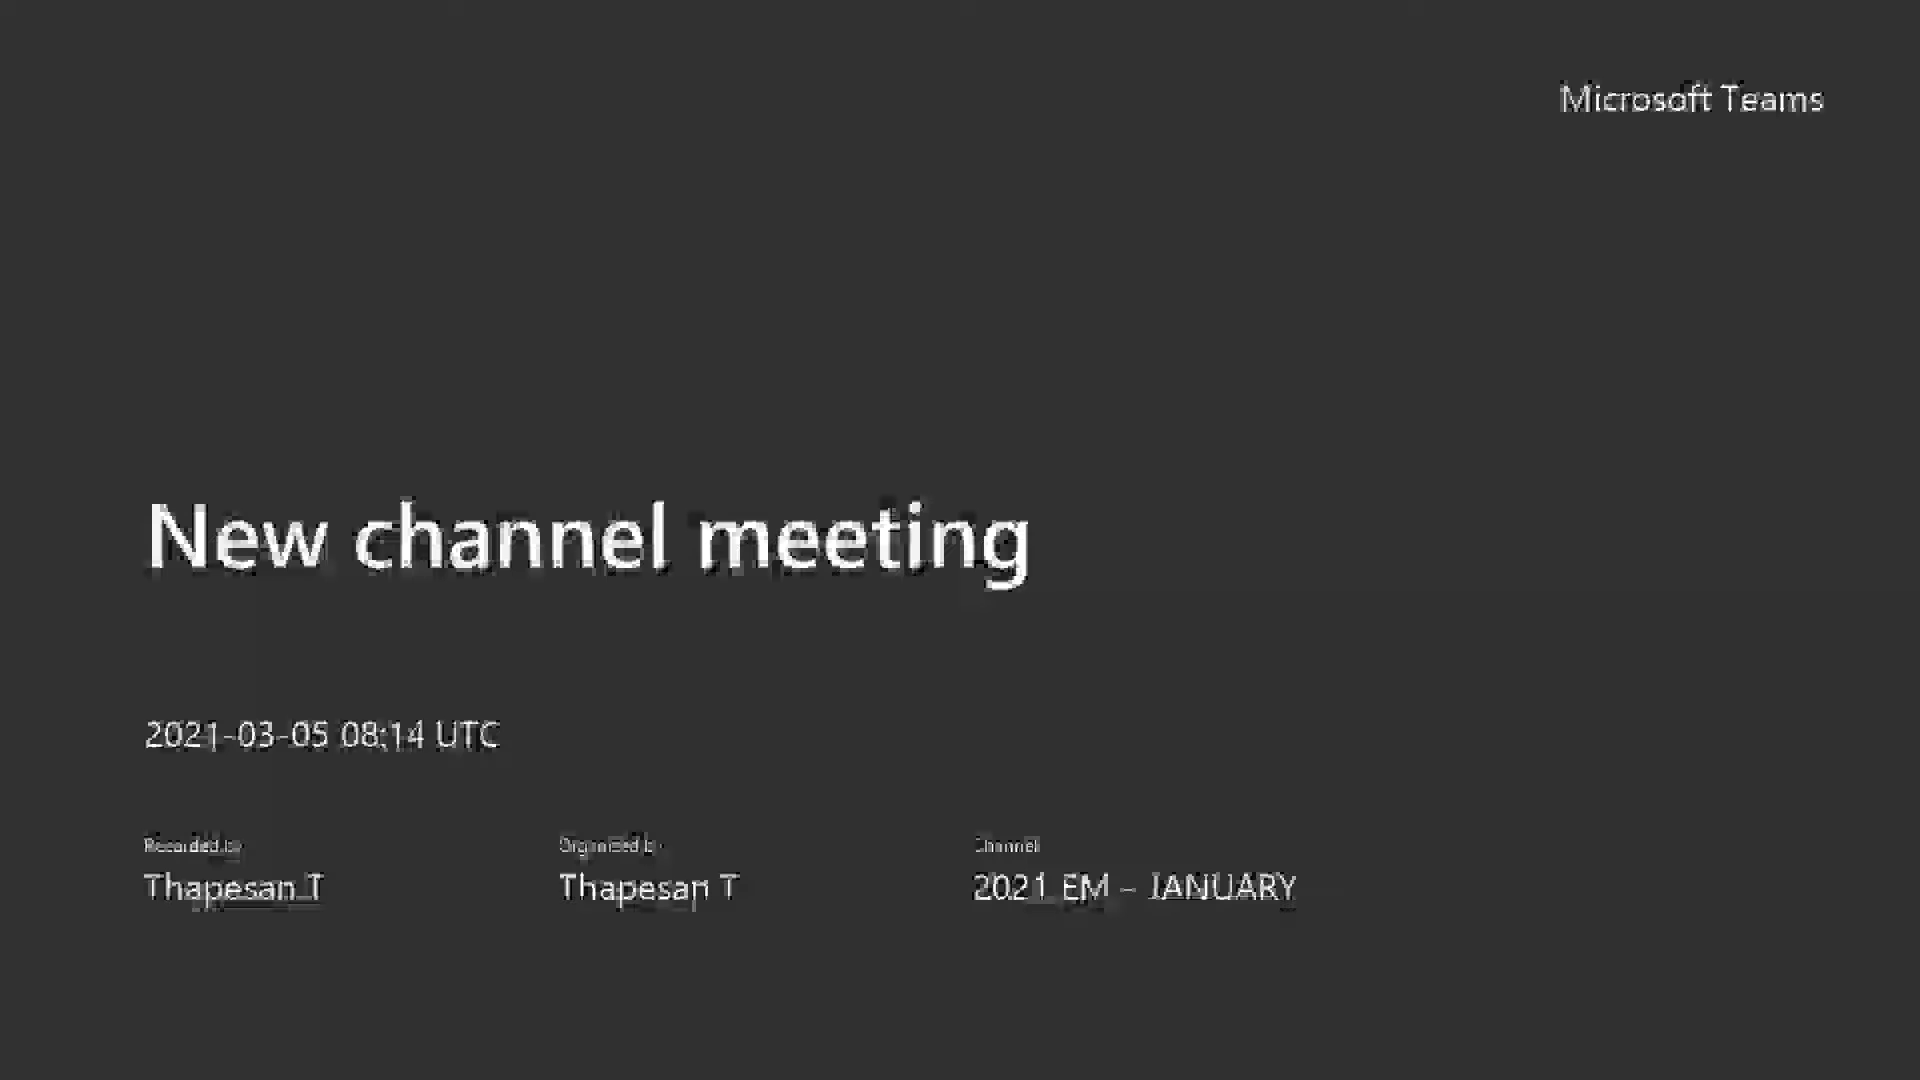 Microsoft Teams
New channel meeting
2021-03-05 08:14 UTC
Recorded by
Organized by
Channel
Thapesan T
Thapesan T
2021 EM - JANUARY